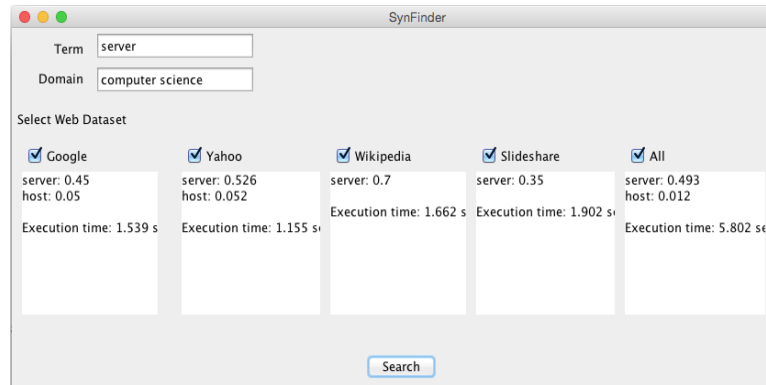 SynFinder
Term server
Domain computer science
Select Web Dataset
Google Yahoo Wikipedia Slideshare All
server: 0.45 server: 0.526 server: 0.7 server: 0.35 server: 0.493
host: 0.05 host: 0.052 host: 0.012
Execution time: 1.662 s Execution time: 1.902 s
Execution time: 1.539 s Execution time: 1.155 se Execution time: 5.802 se
Search